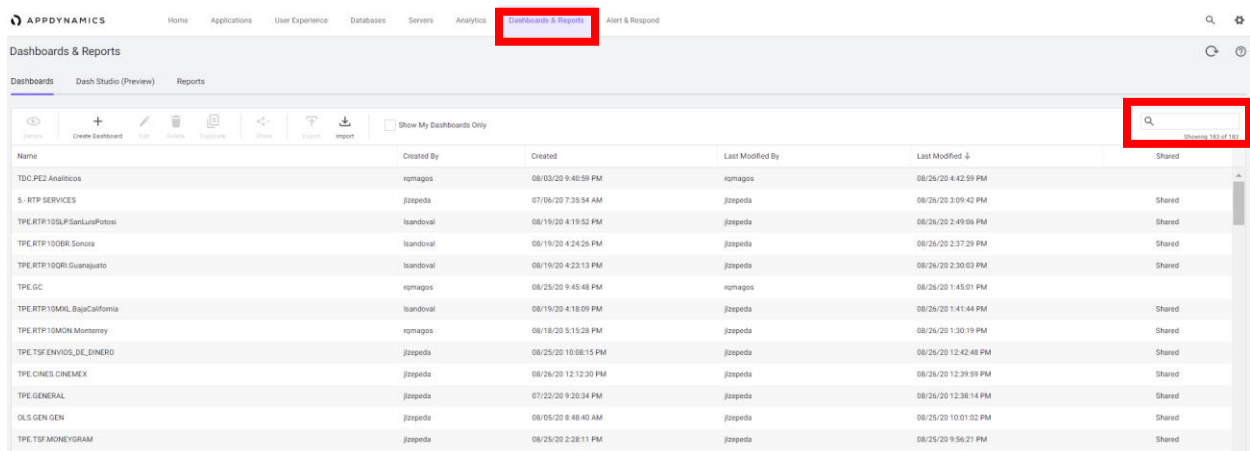 APPDYNAMICS Home Applications User Experience Databases Servers Analytics Dashboards & Reports Alert & Respond
Dashboards & Reports
Dashboards Dash Studio (Preview) Reports
Details Create Dashboard Edit Delete Duplicate Share Export Import Show My Dashboards Only
Showing 183 of 183
Name Created By Created Last Modified By Last Modified Shared
TDC.PE2 Analiticos rqmagos 08/03/20 9:40:59 PM rqmagos 08/26/20 4:42:59 PM
5.- RTP SERVICES jlzepeda 07/06/20 7:35:54 AM jlzepeda 08/26/20 3:09:42 PM Shared
TPE.RTP.10SLP.SanLuisPotosi lsandoval 08/19/20 4:19:52 PM jlzepeda 08/26/20 2:49:06 PM Shared
TPE.RTP.10OBR.Sonora lsandoval 08/19/20 4:24:26 PM jlzepeda 08/26/20 2:37:29 PM Shared
TPE.RTP.10QRI.Guanajuato lsandoval 08/19/20 4:23:13 PM jlzepeda 08/26/20 2:30:03 PM Shared
TPE.GC rqmagos 08/25/20 9:45:48 PM rqmagos 08/26/20 1:45:01 PM
TPE.RTP.10MXL.BajaCalifornia lsandoval 08/19/20 4:18:09 PM jlzepeda 08/26/20 1:41:44 PM Shared
TPE.RTP.10MON.Monterrey rqmagos 08/18/20 5:15:28 PM jlzepeda 08/26/20 1:30:19 PM Shared
TPE.TSF.ENVIOS_DE_DINERO jlzepeda 08/25/20 10:08:15 PM jlzepeda 08/26/20 12:42:48 PM Shared
TPE.CINES.CINEMEX jlzepeda 08/26/20 12:12:30 PM jlzepeda 08/26/20 12:39:59 PM Shared
TPE.GENERAL jlzepeda 07/22/20 9:20:34 PM jlzepeda 08/26/20 12:38:14 PM Shared
OLS.GEN.GEN jlzepeda 08/05/20 8:48:40 AM jlzepeda 08/25/20 10:01:02 PM Shared
TPE.TSF.MONEYGRAM jlzepeda 08/25/20 2:28:11 PM jlzepeda 08/25/20 9:56:21 PM Shared